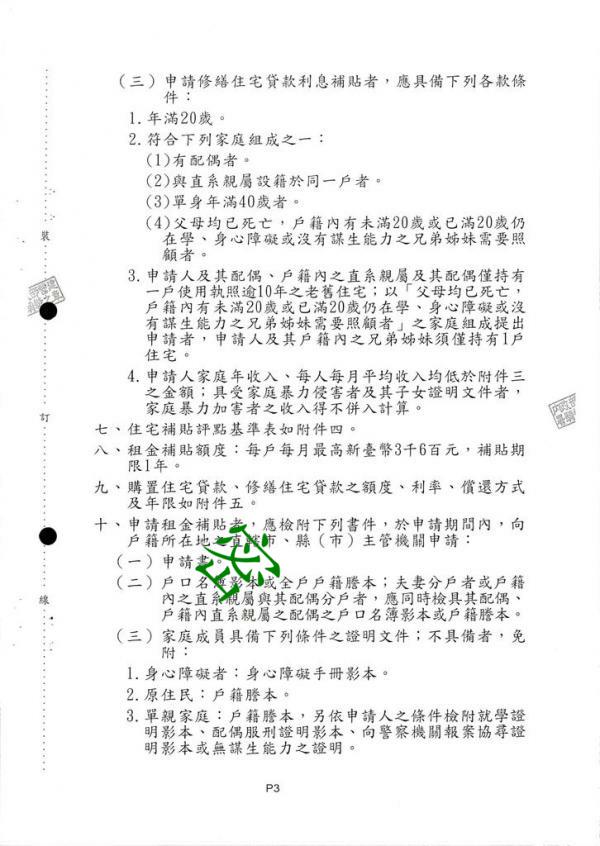 （三）申請修繕住宅貸款利息補貼者，應具備下列各款條
件：
1.年滿20歲。
2.符合下列家庭組成之一：
(1)有配偶者。
(2)與直系親屬設籍於同一戶者。
(3)單身年滿40歲者。
(4)父母均已死亡，戶籍內有未滿20歲或已滿20歲仍
在學、身心障礙或沒有謀生能力之兄弟姊妹需要照
顧者。
3.申請人及其配偶、戶籍內之直系親屬及其配偶僅持有
一戶使用執照逾10年之老舊住宅；以「父母均已死亡，
戶籍內有未滿20歲或已滿20歲仍在學、身心障礙或沒
有謀生能力之兄弟姊妹需要照顧者」之家庭組成提出
申請者，申請人及其戶籍內之兄弟姊妹須僅持有1戶
住宅。
4.申請人家庭年收入、每人每月平均收入均低於附件三
之金額；具受家庭暴力侵害者及其子女證明文件者，
家庭暴力加害者之收入得不併入計算。
七、住宅補貼評點基準表如附件四。
八、租金補貼額度：每戶每月最高新臺幣3千6百元，補貼期
限1年。
九、購置住宅貸款、修繕住宅貸款之額度、利率、償還方式
及年限如附件五。
十、申請租金補貼者，應檢附下列書件，於申請期間內，向
戶籍所在地之直轄市、縣（市）主管機關申請：
（一）申請書。
（二）戶口名簿影本或全戶戶籍謄本；夫妻分戶者或戶籍
內之直系親屬與其配偶分戶者，應同時檢具其配偶、
戶籍內直系親屬之配偶之戶口名簿影本或戶籍謄本。
（三）家庭成員具備下列條件之證明文件；不具備者，免
附：
1.身心障礙者：身心障礙手冊影本。
2.原住民：戶籍謄本。
3.單親家庭：戶籍謄本，另依申請人之條件檢附就學證
明影本、配偶服刑證明影本、向警察機關報案協尋證
明影本或無謀生能力之證明。
裝
訂
線
P3